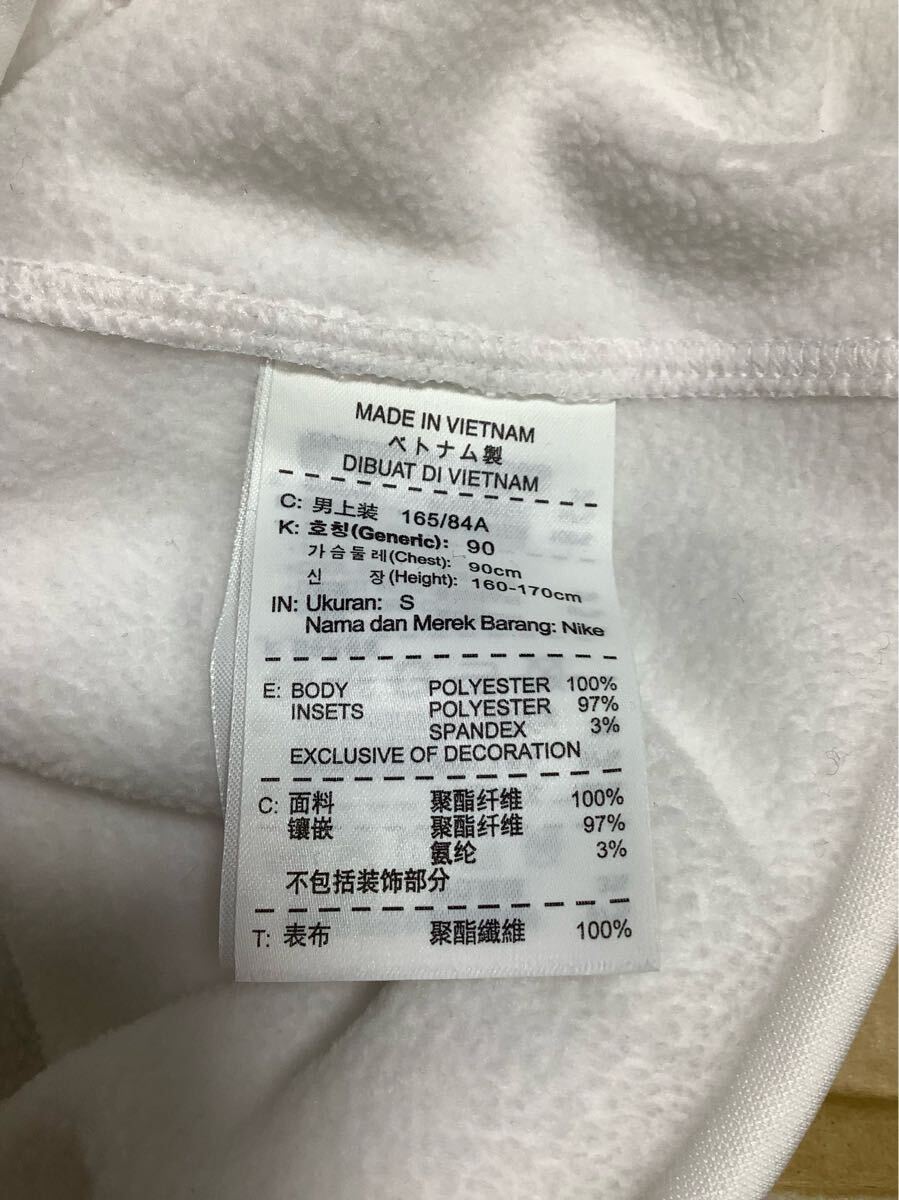 MADE IN VIETNAM
ベトナム製
DIBUAT DI VIETNAM
C: 男上装 165/84A
K: 호칭(Generic): 90
가슴둘레(Chest): 90cm
신 장(Height): 160-170cm
IN: Ukuran: S
Nama dan Merek Barang: Nike
E: BODY POLYESTER 100%
INSETS POLYESTER 97%
SPANDEX 3%
EXCLUSIVE OF DECORATION
C: 面料 聚酯纤维 100%
镶嵌 聚酯纤维 97%
氨纶 3%
不包括装饰部分
T: 表布 聚酯纖維 100%